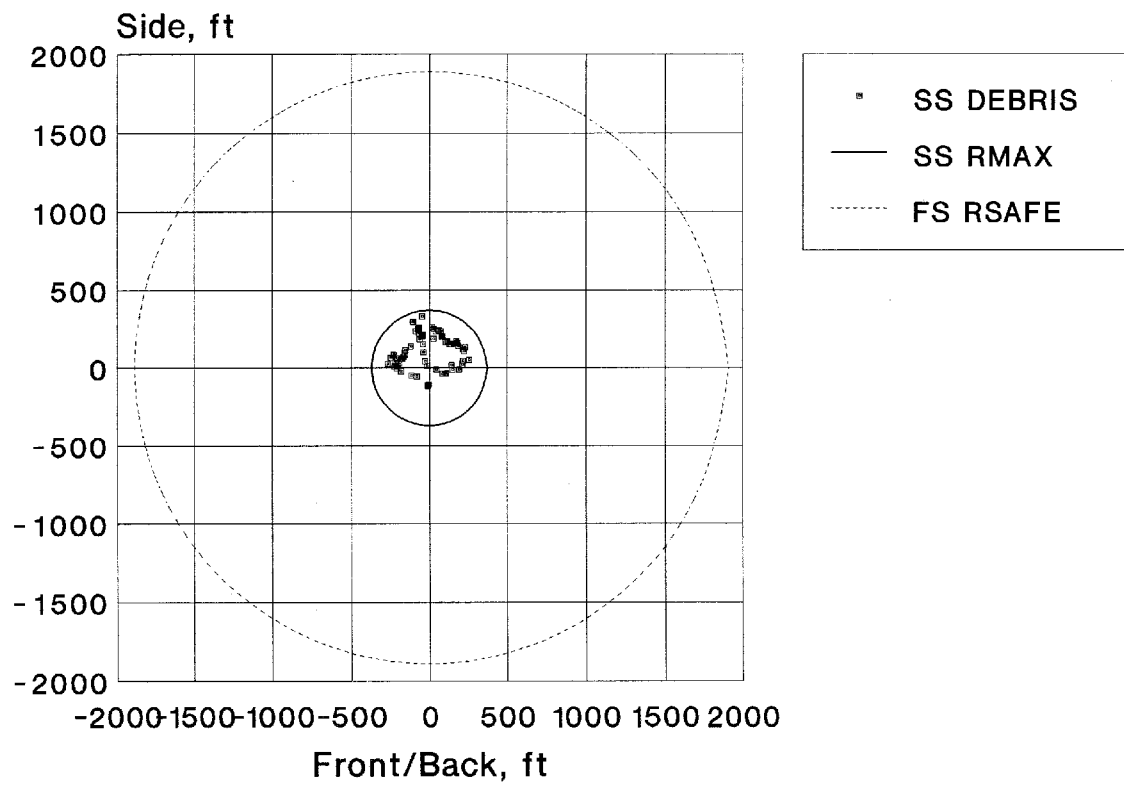 Side, ft
2000
1500
1000
500
0
-500
-1000
-1500
-2000
-2000 -1500 -1000 -500 0 500 1000 1500 2000
Front/Back, ft
SS DEBRIS
SS RMAX
FS RSAFE